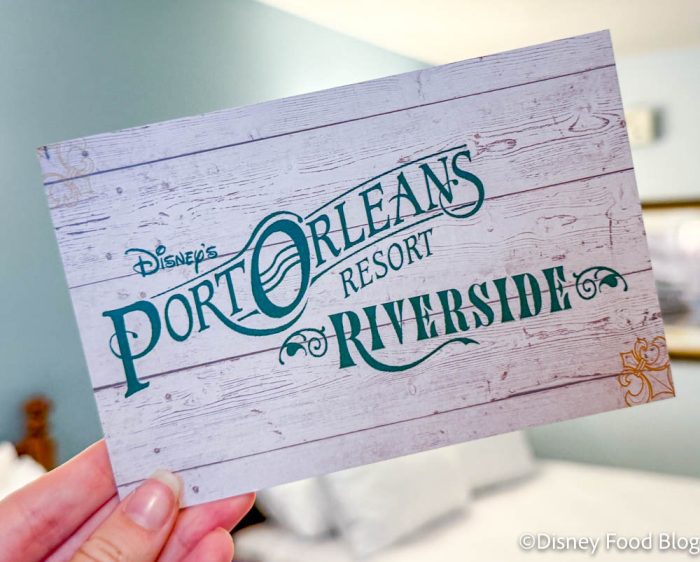 Disney's
PORT ORLEANS
RESORT
RIVERSIDE
©Disney Food Blog